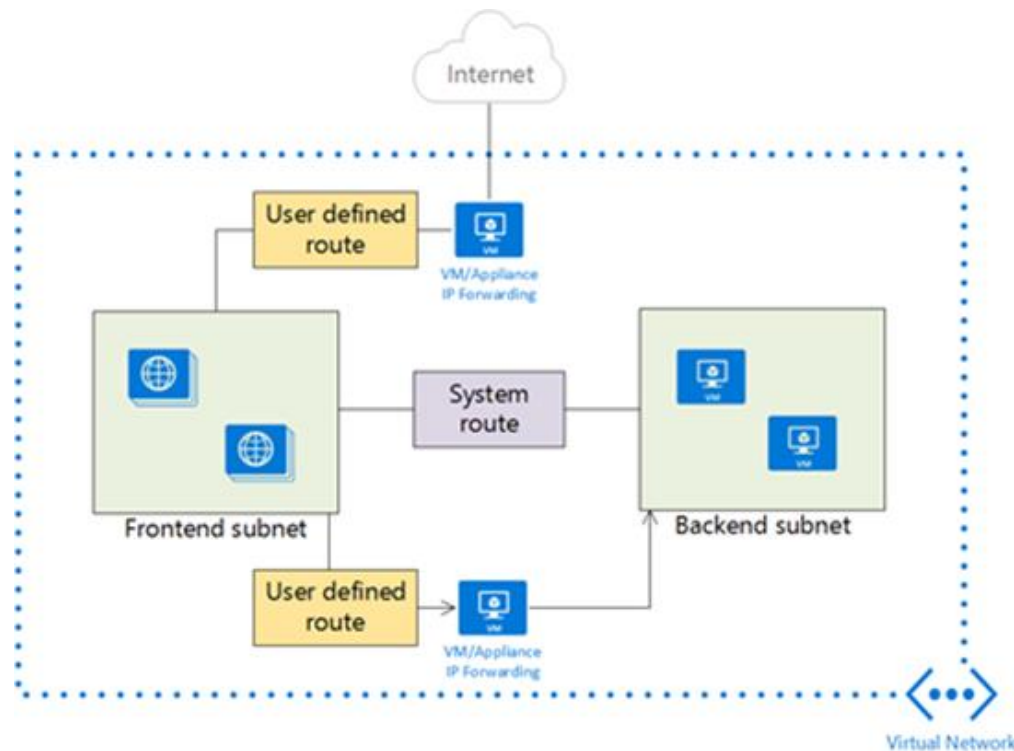 Internet
User defined
route
VM
VM/Appliance
IP Forwarding
System
route
VM
VM
Frontend subnet
Backend subnet
User defined
route
VM
VM/Appliance
IP Forwarding
Virtual Network